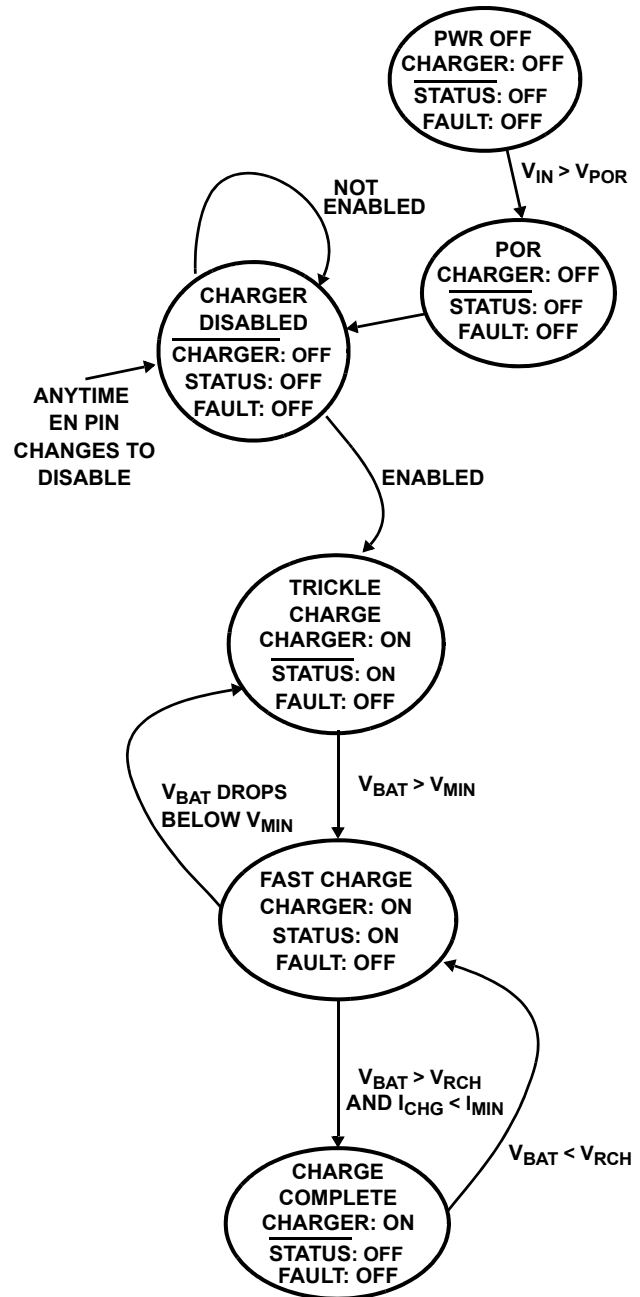 PWR OFF
CHARGER: OFF
STATUS: OFF
FAULT: OFF
V_IN > V_POR
POR
CHARGER: OFF
STATUS: OFF
FAULT: OFF
NOT
ENABLED
CHARGER
DISABLED
CHARGER: OFF
STATUS: OFF
FAULT: OFF
ANYTIME
EN PIN
CHANGES TO
DISABLE
ENABLED
TRICKLE
CHARGE
CHARGER: ON
STATUS: ON
FAULT: OFF
V_BAT DROPS
BELOW V_MIN
V_BAT > V_MIN
FAST CHARGE
CHARGER: ON
STATUS: ON
FAULT: OFF
V_BAT > V_RCH
AND I_CHG < I_MIN
V_BAT < V_RCH
CHARGE
COMPLETE
CHARGER: ON
STATUS: OFF
FAULT: OFF